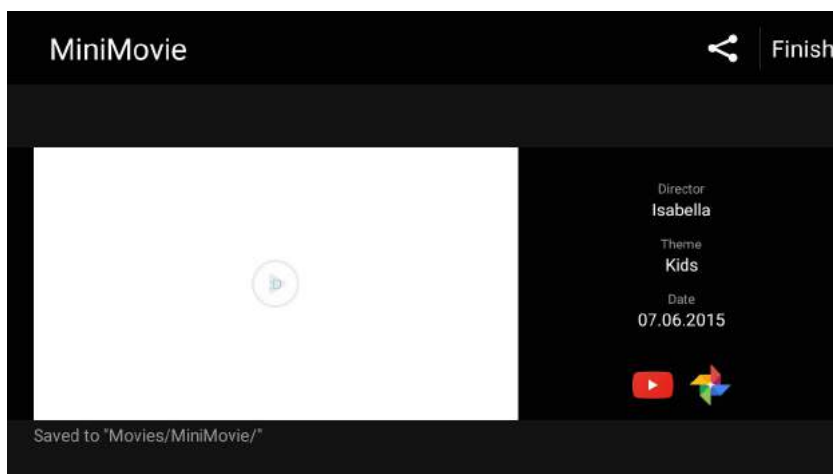 MiniMovie
Finish
Director
Isabella
Theme
Kids
Date
07.06.2015
Saved to "Movies/MiniMovie/"